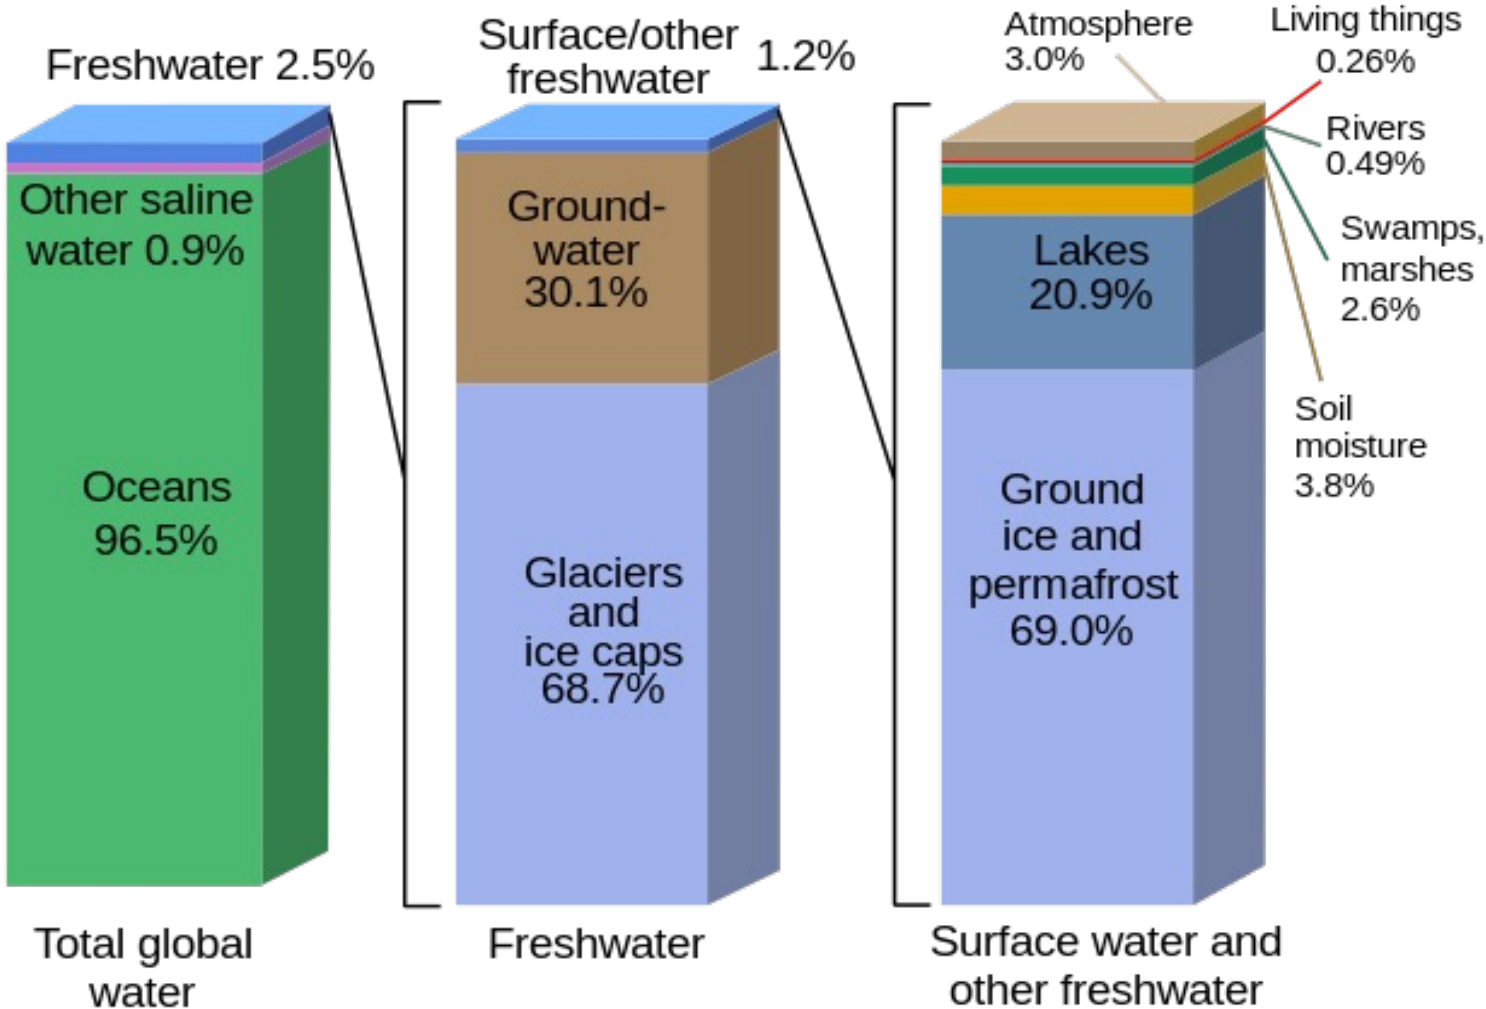 Freshwater 2.5%
Other saline
water 0.9%
Oceans
96.5%
Total global
water
Surface/other
freshwater
1.2%
Ground-
water
30.1%
Glaciers
and
ice caps
68.7%
Freshwater
Atmosphere
3.0%
Living things
0.26%
Rivers
0.49%
Swamps,
marshes
2.6%
Soil
moisture
3.8%
Lakes
20.9%
Ground
ice and
permafrost
69.0%
Surface water and
other freshwater